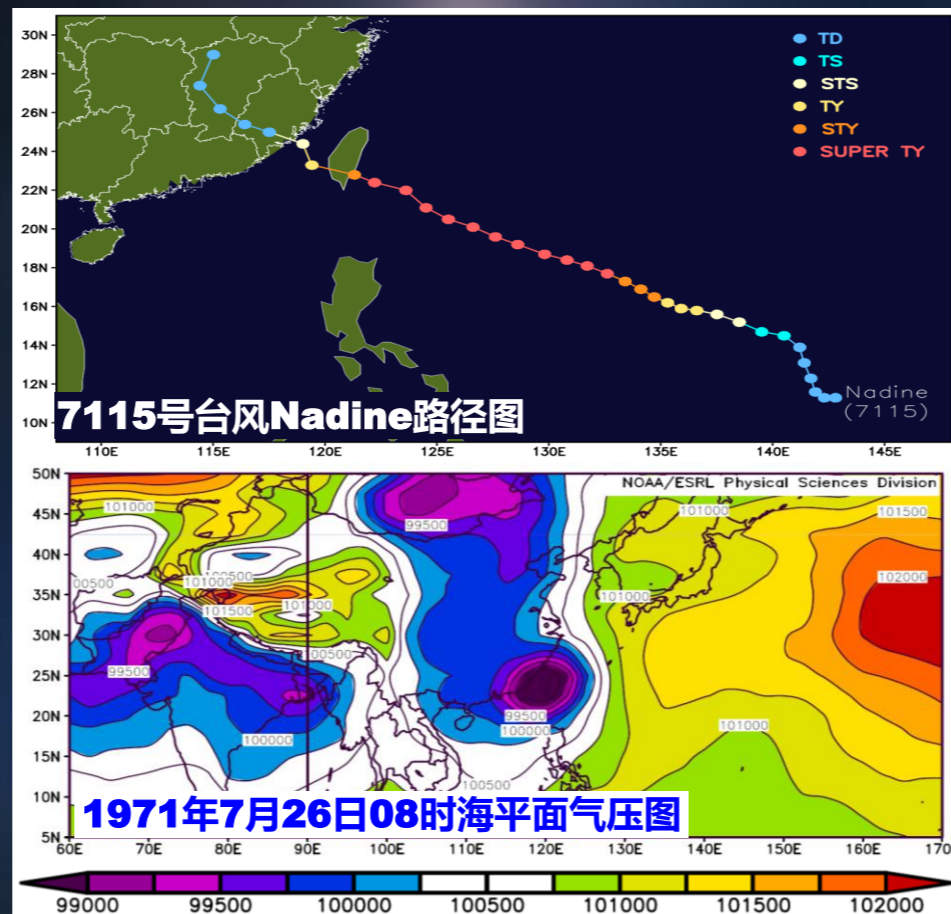 30N
28N
26N
24N
22N
20N
18N
16N
14N
12N
10N
TD
TS
STS
TY
STY
SUPER TY
Nadine
(7115)
7115号台风Nadine路径图
110E 115E 120E 125E 130E 135E 140E 145E
50N
45N
40N
35N
30N
25N
20N
15N
10N
5N
NOAA/ESRL Physical Sciences Division
101000
99500
101000
101500
00500
00500
101000
101500
101000
101000
102000
100500
99500
99500
100000
100000
101000
100500
1971年7月26日08时海平面气压图
60E 70E 80E 90E 100E 110E 120E 130E 140E 150E 160E 170
99000 99500 100000 100500 101000 101500 102000